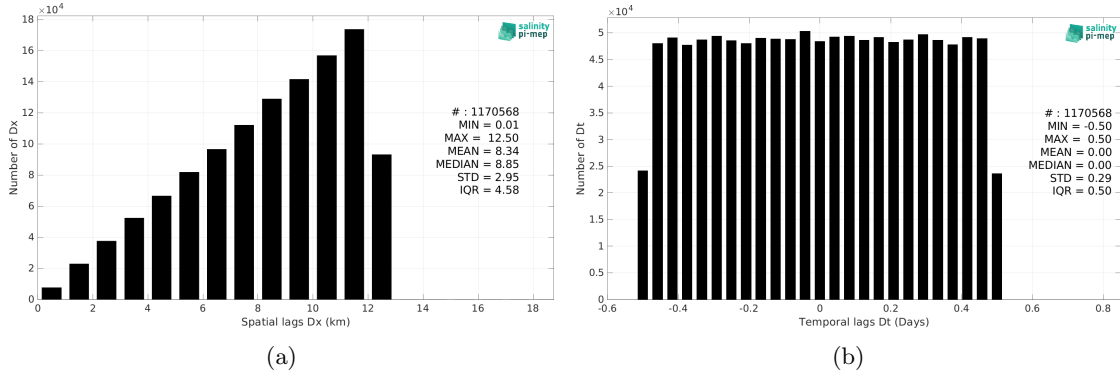 ×10⁴
18
16
14
12
10
8
6
4
2
0
Number of Dx
0 2 4 6 8 10 12 14 16 18
Spatial lags Dx (km)
salinity
pi-mep
# : 1170568
MIN = 0.01
MAX = 12.50
MEAN = 8.34
MEDIAN = 8.85
STD = 2.95
IQR = 4.58
(a)
×10⁴
5
4.5
4
3.5
3
2.5
2
1.5
1
0.5
0
Number of Dt
-0.6 -0.4 -0.2 0 0.2 0.4 0.6 0.8
Temporal lags Dt (Days)
salinity
pi-mep
# : 1170568
MIN = -0.50
MAX = 0.50
MEAN = 0.00
MEDIAN = 0.00
STD = 0.29
IQR = 0.50
(b)